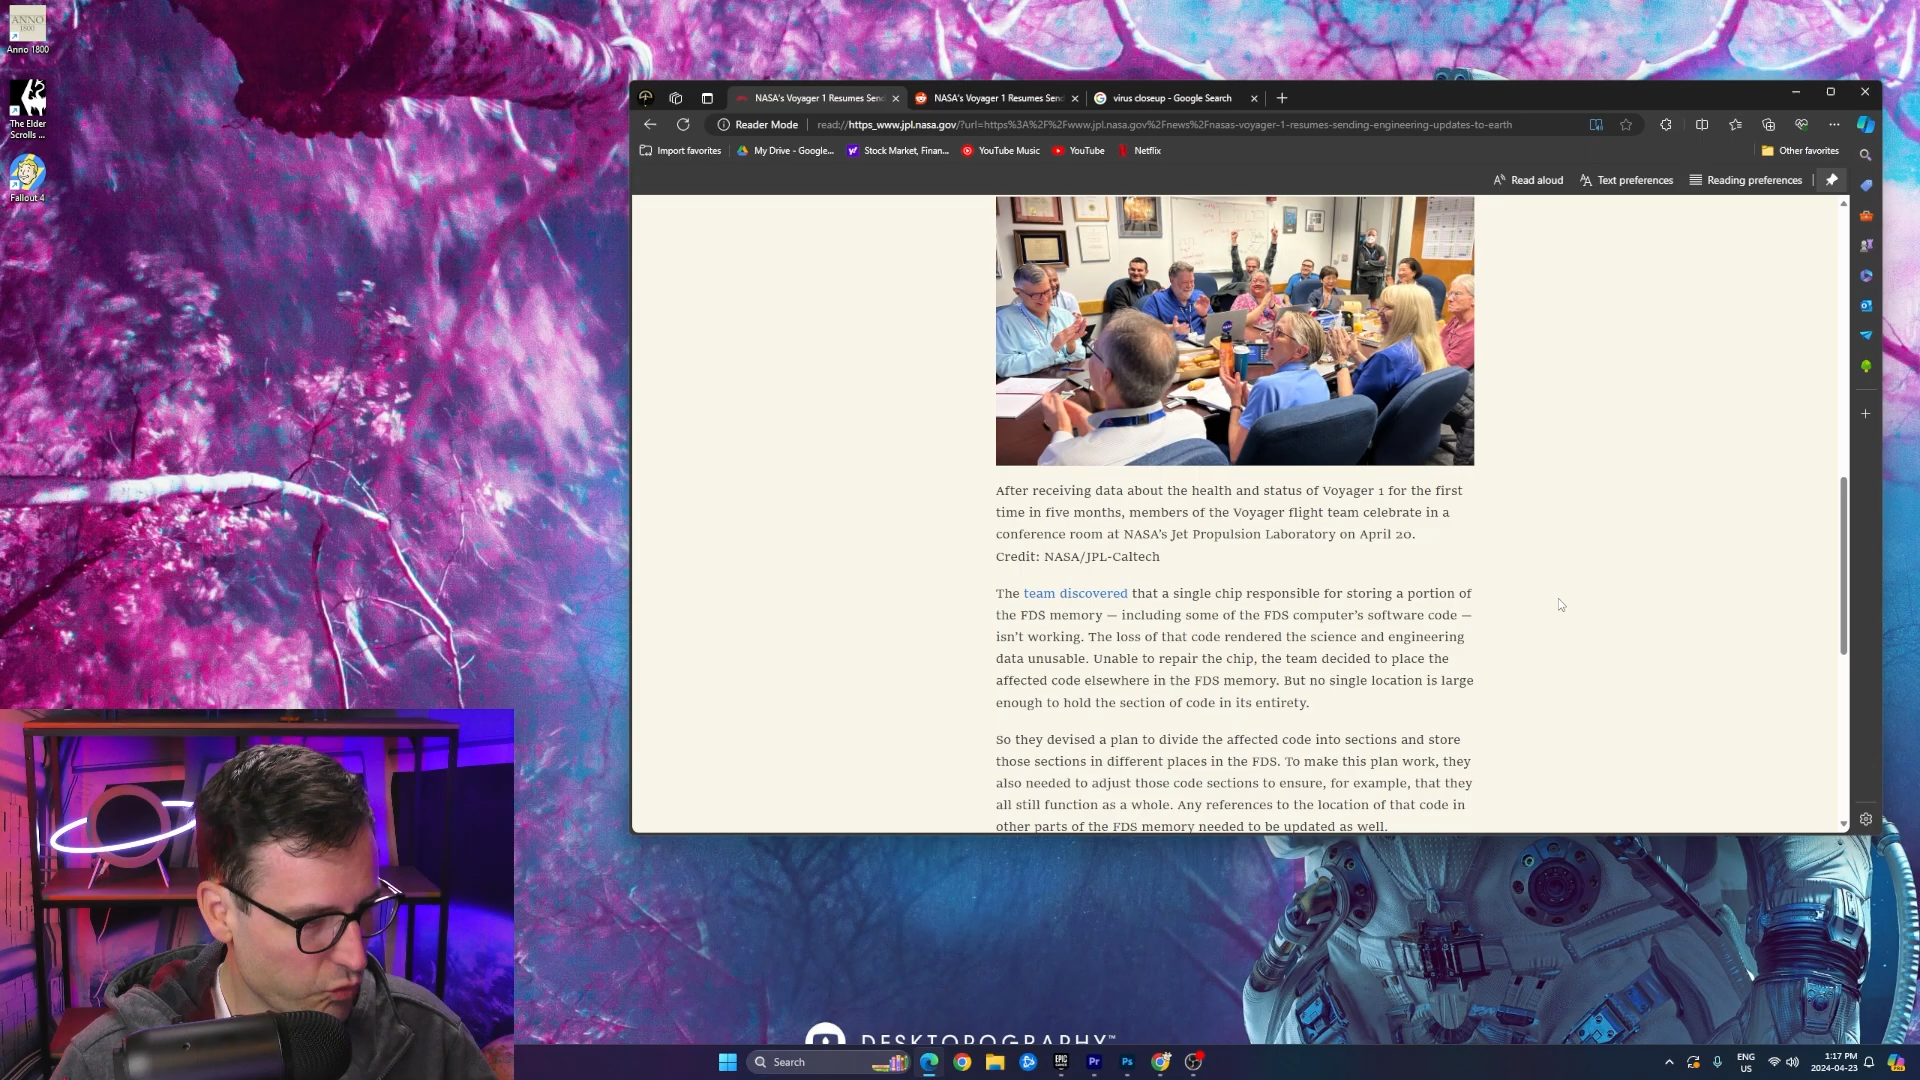 ANNO
1800
Anno 1800
The Elder
Scrolls ...
Fallout 4
NASA's Voyager 1 Resumes Send
NASA's Voyager 1 Resumes Send
virus closeup - Google Search
Reader Mode
read://https_www.jpl.nasa.gov/?url=https%3A%2F%2Fwww.jpl.nasa.gov%2Fnews%2Fnasas-voyager-1-resumes-sending-engineering-updates-to-earth
Import favorites
My Drive - Google...
Stock Market, Finan...
YouTube Music
YouTube
Netflix
Other favorites
Read aloud
Text preferences
Reading preferences
After receiving data about the health and status of Voyager 1 for the first
time in five months, members of the Voyager flight team celebrate in a
conference room at NASA's Jet Propulsion Laboratory on April 20.
Credit: NASA/JPL-Caltech
The team discovered that a single chip responsible for storing a portion of
the FDS memory — including some of the FDS computer's software code —
isn't working. The loss of that code rendered the science and engineering
data unusable. Unable to repair the chip, the team decided to place the
affected code elsewhere in the FDS memory. But no single location is large
enough to hold the section of code in its entirety.
So they devised a plan to divide the affected code into sections and store
those sections in different places in the FDS. To make this plan work, they
also needed to adjust those code sections to ensure, for example, that they
all still function as a whole. Any references to the location of that code in
other parts of the FDS memory needed to be updated as well.
DESKTOPOGRAPHY™
Search
EPIC
Pr
Ps
ENG
US
1:17 PM
2024-04-23